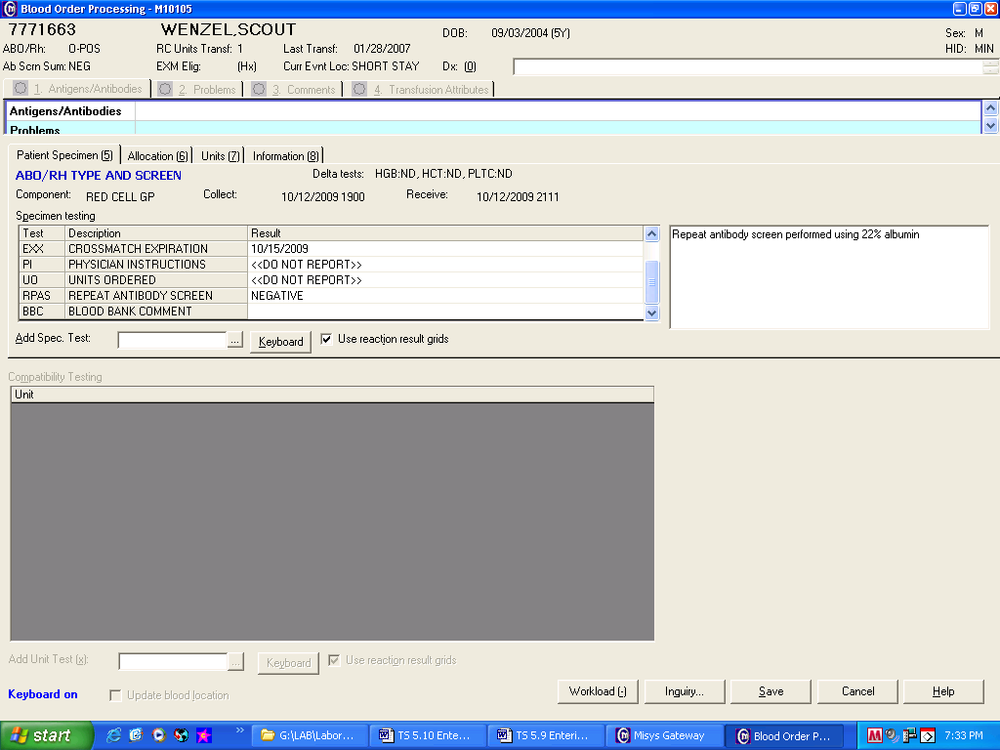 Blood Order Processing - M10105
7771663 WENZEL,SCOUT DOB: 09/03/2004 (5Y) Sex: M
ABO/Rh: O-POS RC Units Transf: 1 Last Transf: 01/28/2007 HID: MIN
Ab Scrn Sum: NEG EXM Elig: (Hx) Curr Evnt Loc: SHORT STAY Dx: (0)
1. Antigens/Antibodies 2. Problems 3. Comments 4. Transfusion Attributes
Antigens/Antibodies
Problems
Patient Specimen (5) Allocation (6) Units (7) Information (8)
ABO/RH TYPE AND SCREEN Delta tests: HGB:ND, HCT:ND, PLTC:ND
Component: RED CELL GP Collect: 10/12/2009 1900 Receive: 10/12/2009 2111
Specimen testing
Test Description Result
EXX CROSSMATCH EXPIRATION 10/15/2009
PI PHYSICIAN INSTRUCTIONS <<DO NOT REPORT>>
UO UNITS ORDERED <<DO NOT REPORT>>
RPAS REPEAT ANTIBODY SCREEN NEGATIVE
BBC BLOOD BANK COMMENT
Repeat antibody screen performed using 22% albumin
Add Spec. Test: ... Keyboard Use reaction result grids
Compatibility Testing
Unit
Add Unit Test (x): ... Keyboard Use reaction result grids
Keyboard on Update blood location
Workload (-) Inquiry... Save Cancel Help
start G:\LAB\Labor... TS 5.10 Ente... TS 5.9 Enteri... Misys Gateway Blood Order P... 7:33 PM